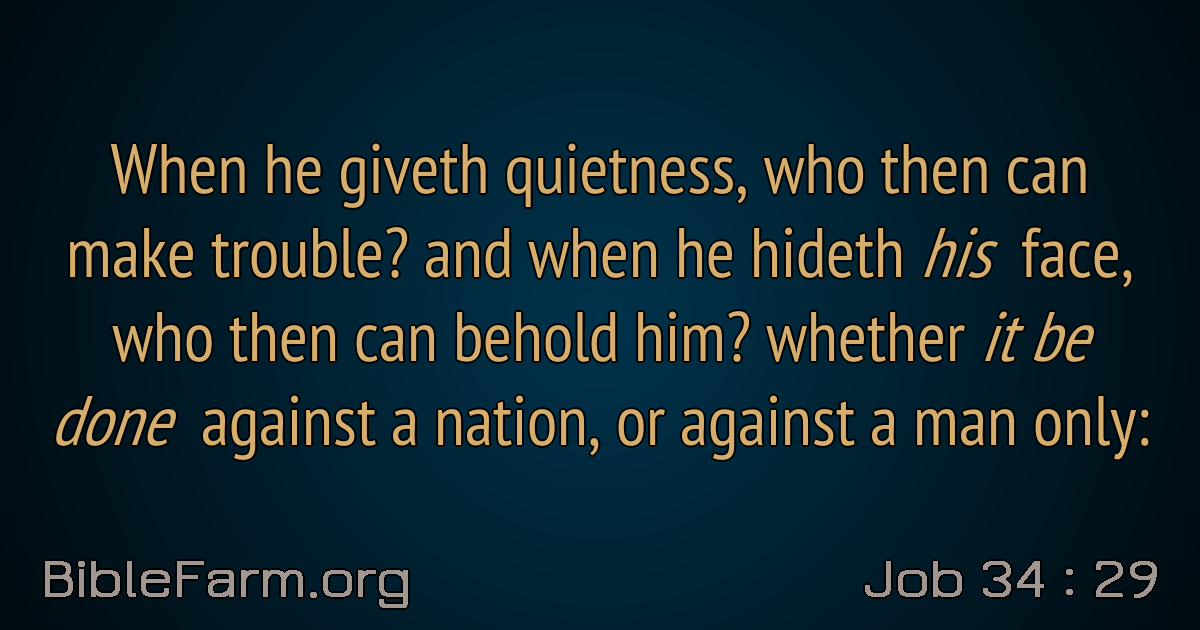 When he giveth quietness, who then can
make trouble? and when he hideth his face,
who then can behold him? whether it be
done against a nation, or against a man only:
BibleFarm.org
Job 34 : 29